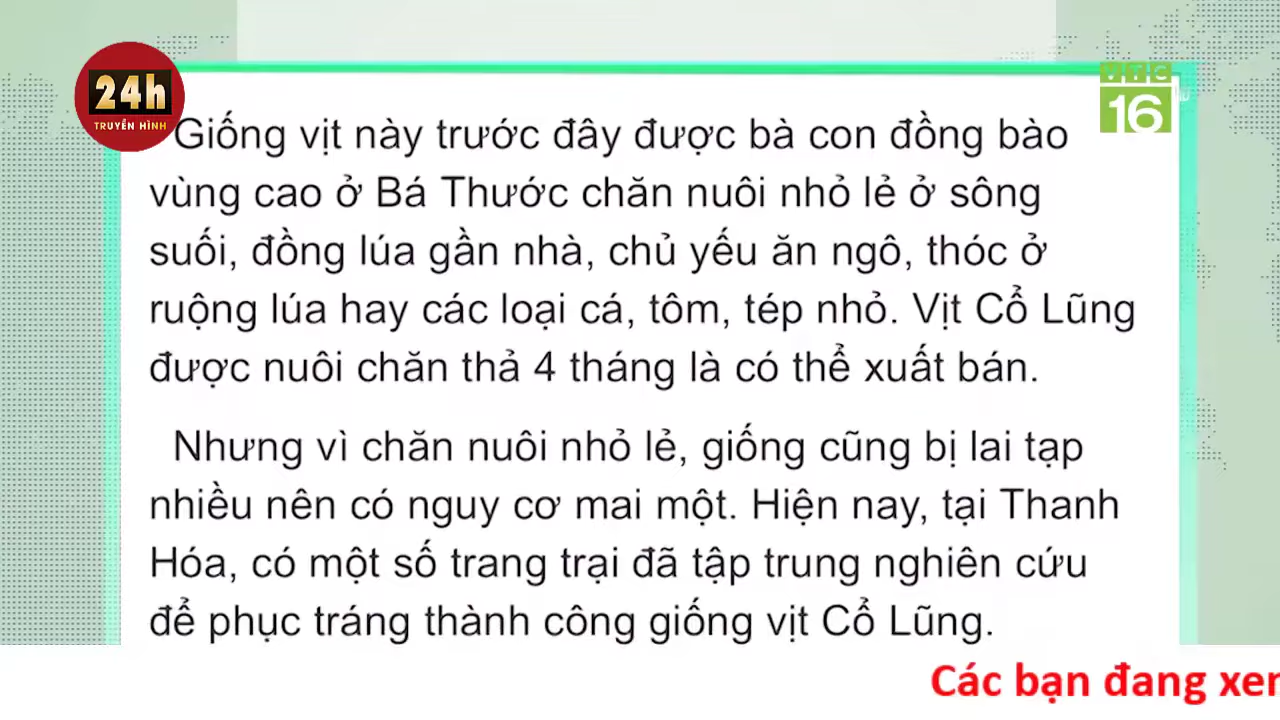 24h
TRUYỀN HÌNH
VTC
16
Giống vịt này trước đây được bà con đồng bào
vùng cao ở Bá Thước chăn nuôi nhỏ lẻ ở sông
suối, đồng lúa gần nhà, chủ yếu ăn ngô, thóc ở
ruộng lúa hay các loại cá, tôm, tép nhỏ. Vịt Cổ Lũng
được nuôi chăn thả 4 tháng là có thể xuất bán.
Nhưng vì chăn nuôi nhỏ lẻ, giống cũng bị lai tạp
nhiều nên có nguy cơ mai một. Hiện nay, tại Thanh
Hóa, có một số trang trại đã tập trung nghiên cứu
để phục tráng thành công giống vịt Cổ Lũng.
Các bạn đang xem